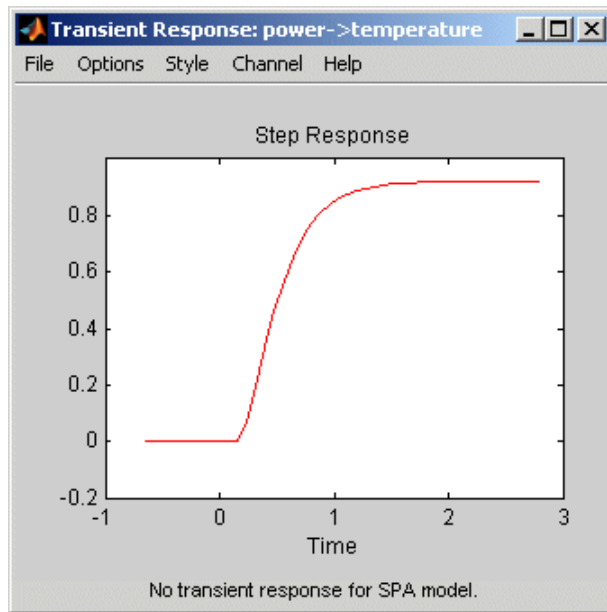 Transient Response: power->temperature
File Options Style Channel Help
Step Response
0.8
0.6
0.4
0.2
0
-0.2
-1 0 1 2 3
Time
No transient response for SPA model.